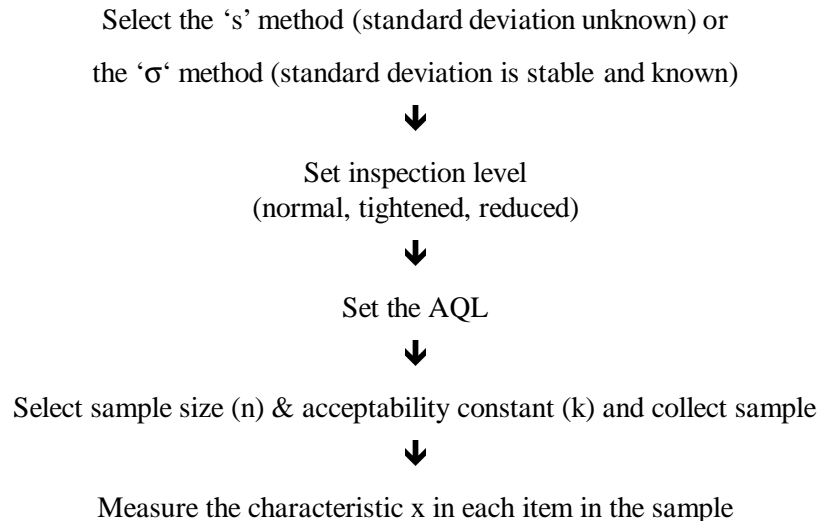 Select the ‘s’ method (standard deviation unknown) or
the ‘σ‘ method (standard deviation is stable and known)
🡻
Set inspection level
(normal, tightened, reduced)
🡻
Set the AQL
🡻
Select sample size (n) & acceptability constant (k) and collect sample
🡻
Measure the characteristic x in each item in the sample